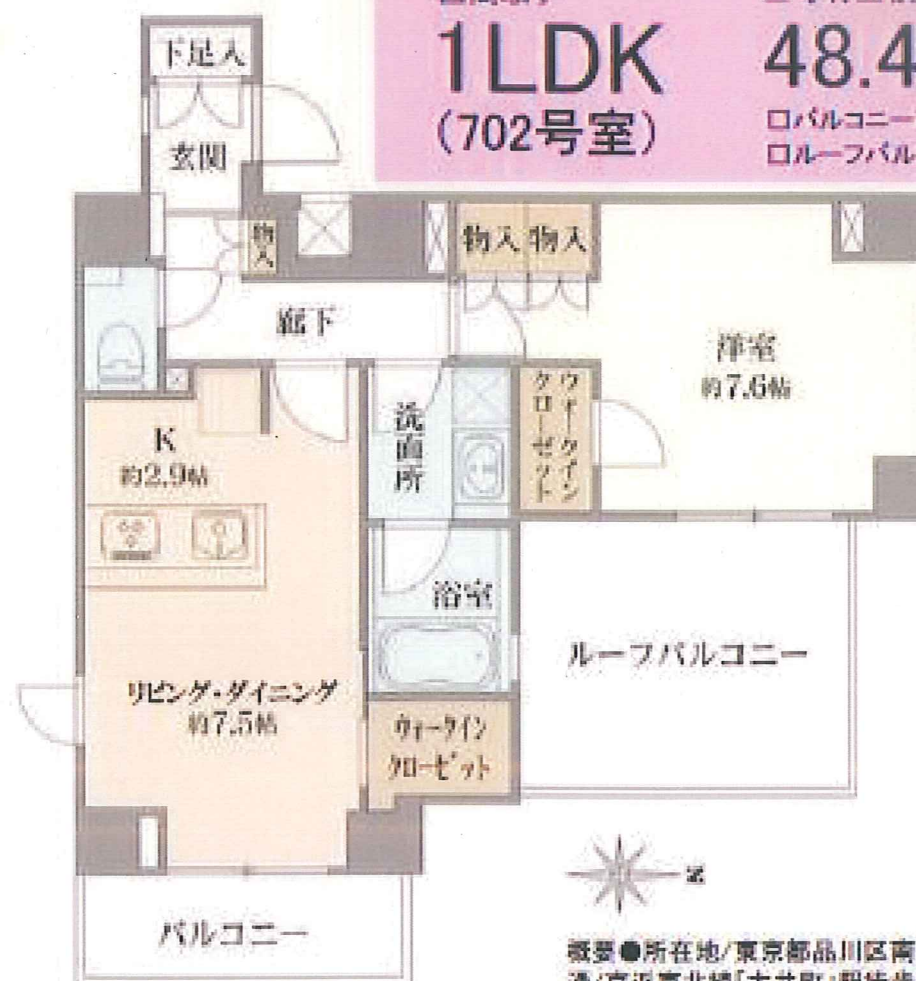 1LDK
48.4
(702号室)
ロバルコニー
ロルーフバル
下足入
玄関
物入
物入 物入
廊下
洋室
約7.6帖
ウォークイン
クローゼット
洗面所
K
約2.9帖
浴室
ルーフバルコニー
リビング・ダイニング
約7.5帖
ウォークイン
クローゼット
N
バルコニー
概要●所在地/東京都品川区南